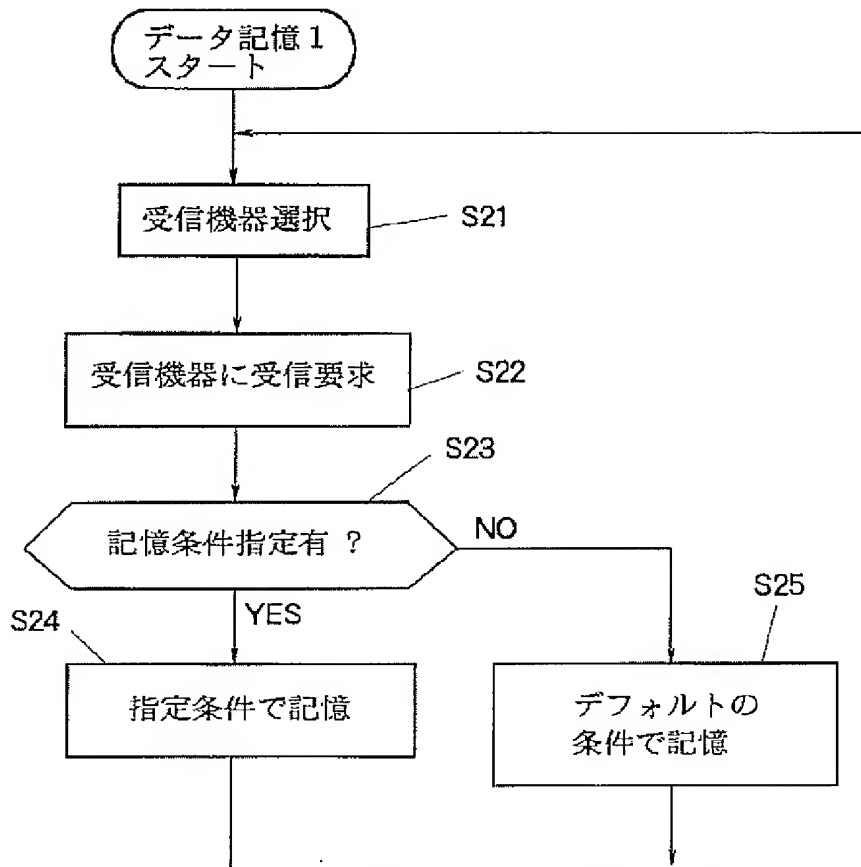 データ記憶1
スタート
受信機器選択
S21
受信機器に受信要求
S22
S23
記憶条件指定有 ?
NO
YES
S24
指定条件で記憶
S25
デフォルトの
条件で記憶